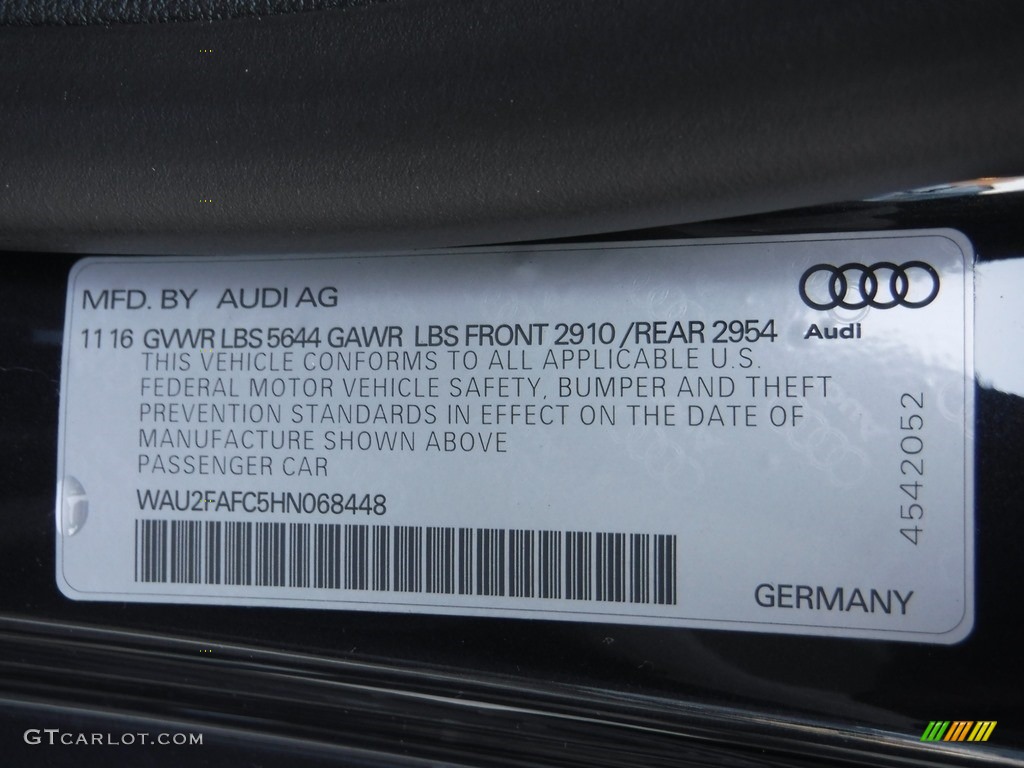 MFD. BY AUDI AG
11 16 GVWR LBS 5644 GAWR LBS FRONT 2910 /REAR 2954
Audi
THIS VEHICLE CONFORMS TO ALL APPLICABLE U.S.
FEDERAL MOTOR VEHICLE SAFETY, BUMPER AND THEFT
PREVENTION STANDARDS IN EFFECT ON THE DATE OF
MANUFACTURE SHOWN ABOVE
PASSENGER CAR
WAU2FAFC5HN068448
4542052
GERMANY
GTCARLOT.COM